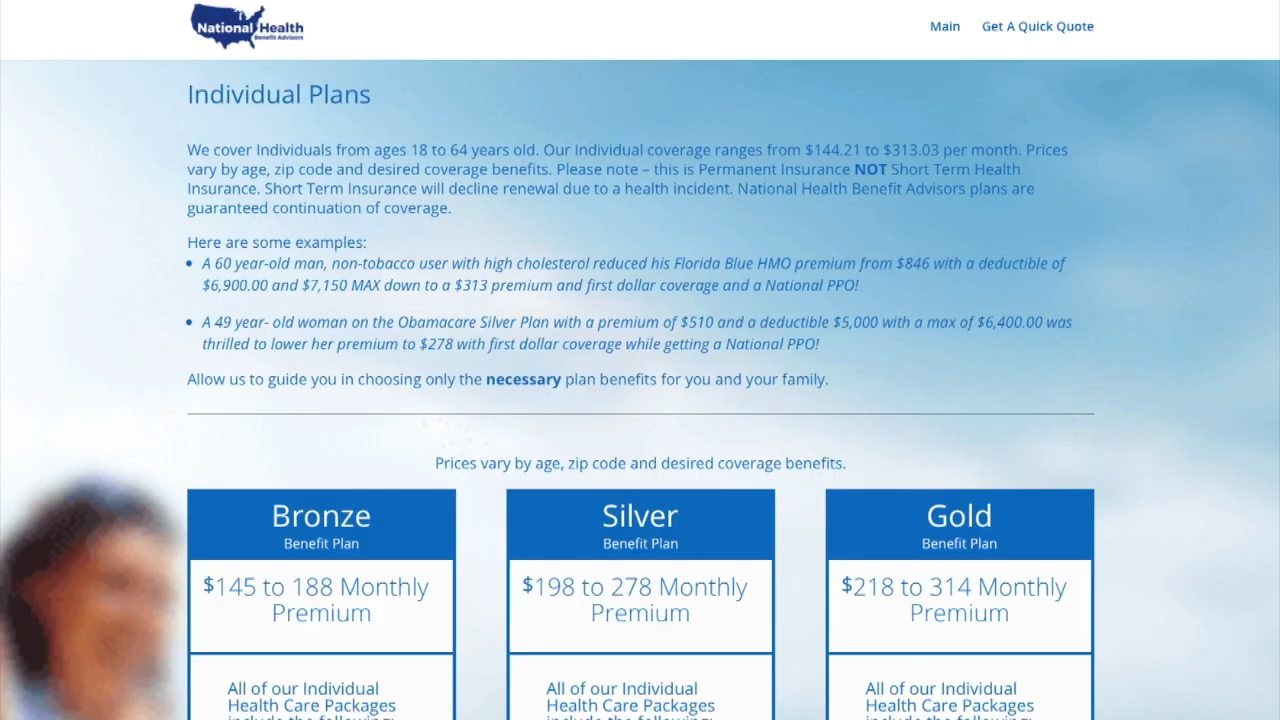 National Health
Benefit Advisors
Main
Get A Quick Quote
Individual Plans
We cover Individuals from ages 18 to 64 years old. Our Individual coverage ranges from $144.21 to $313.03 per month. Prices
vary by age, zip code and desired coverage benefits. Please note – this is Permanent Insurance NOT Short Term Health
Insurance. Short Term Insurance will decline renewal due to a health incident. National Health Benefit Advisors plans are
guaranteed continuation of coverage.
Here are some examples:
• A 60 year-old man, non-tobacco user with high cholesterol reduced his Florida Blue HMO premium from $846 with a deductible of
$6,900.00 and $7,150 MAX down to a $313 premium and first dollar coverage and a National PPO!
• A 49 year- old woman on the Obamacare Silver Plan with a premium of $510 and a deductible $5,000 with a max of $6,400.00 was
thrilled to lower her premium to $278 with first dollar coverage while getting a National PPO!
Allow us to guide you in choosing only the necessary plan benefits for you and your family.
Prices vary by age, zip code and desired coverage benefits.
Bronze
Benefit Plan
$145 to 188 Monthly
Premium
All of our Individual
Health Care Packages
include the following:
Silver
Benefit Plan
$198 to 278 Monthly
Premium
All of our Individual
Health Care Packages
include the following:
Gold
Benefit Plan
$218 to 314 Monthly
Premium
All of our Individual
Health Care Packages
include the following: